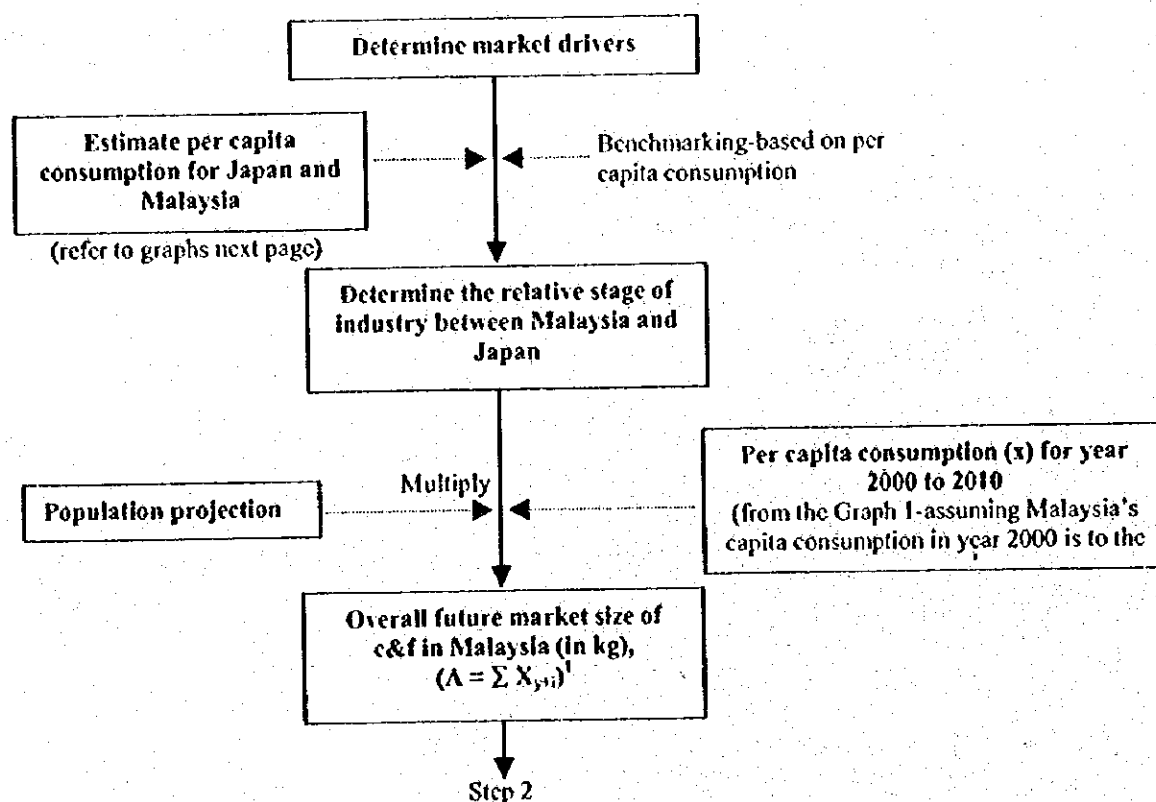 Determine market drivers
Estimate per capita
consumption for Japan and
Malaysia
(refer to graphs next page)
Benchmarking-based on per
capita consumption
Determine the relative stage of
industry between Malaysia and
Japan
Population projection
Multiply
Per capita consumption (x) for year
2000 to 2010
(from the Graph 1-assuming Malaysia's
capita consumption in year 2000 is to the
Overall future market size of
c&f in Malaysia (in kg),
(A = ∑ X_{y+i})¹
Step 2